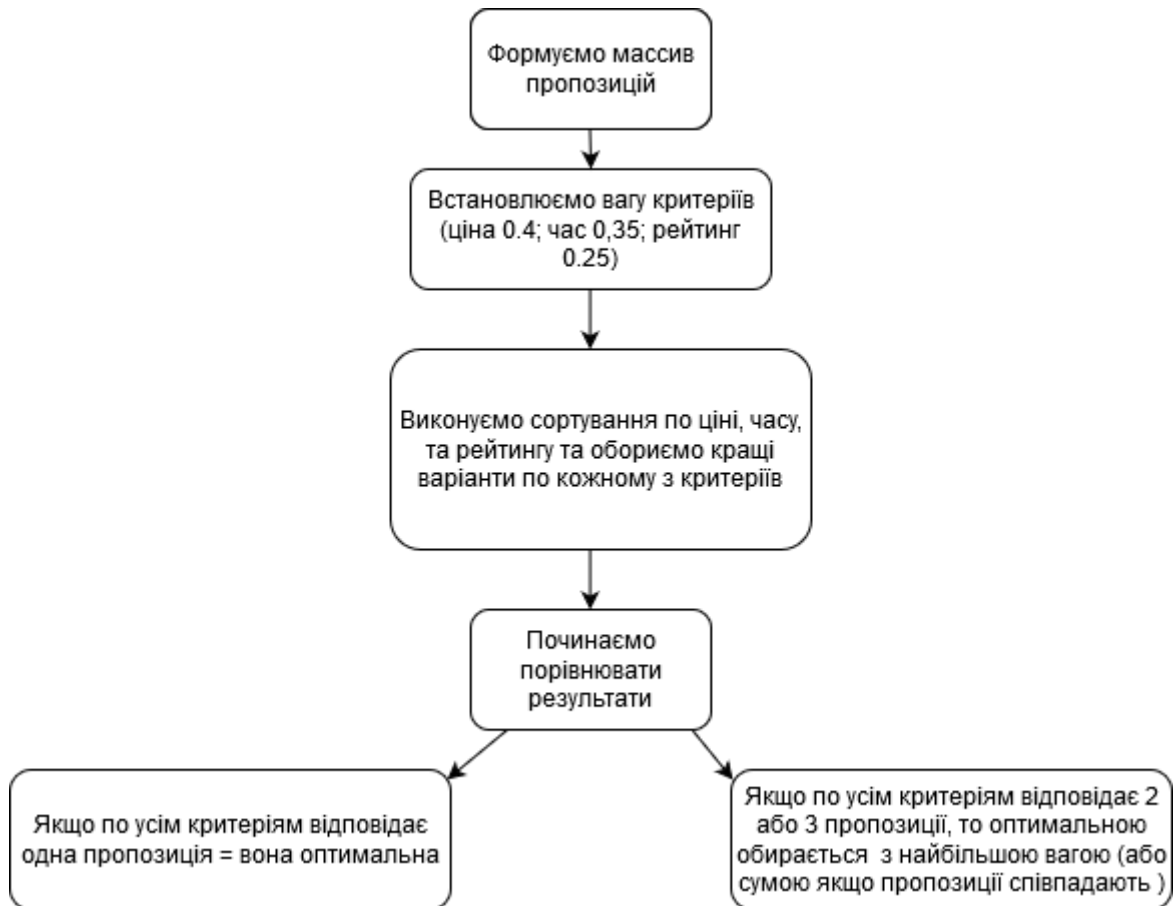 Формуємо массив
пропозицій
Встановлюємо вагу критеріїв
(ціна 0.4; час 0,35; рейтинг
0.25)
Виконуємо сортування по ціні, часу,
та рейтингу та обориємо кращі
варіанти по кожному з критеріїв
Починаємо
порівнювати
результати
Якщо по усім критеріям відповідає
одна пропозиція = вона оптимальна
Якщо по усім критеріям відповідає 2
або 3 пропозиції, то оптимальною
обирається з найбільшою вагою (або
сумою якщо пропозиції співпадають )